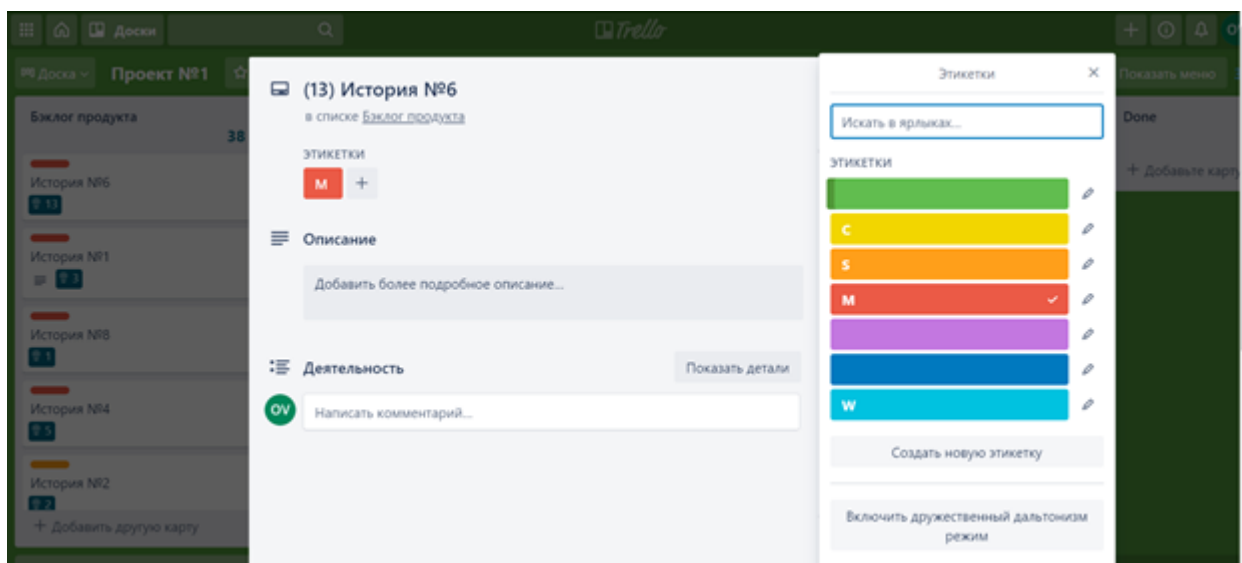 Доски
Trello
Доска
Проект №1
Показать меню
Бэклог продукта
38
История №6
13
История №1
3
История №8
1
История №4
5
История №2
2
+ Добавить другую карту
(13) История №6
в списке Бэклог продукта
ЭТИКЕТКИ
M
+
Описание
Добавить более подробное описание...
Деятельность
Показать детали
OV
Написать комментарий...
Этикетки
Искать в ярлыках...
ЭТИКЕТКИ
C
S
M
W
Создать новую этикетку
Включить дружественный дальтонизм
режим
Done
+ Добавьте карту